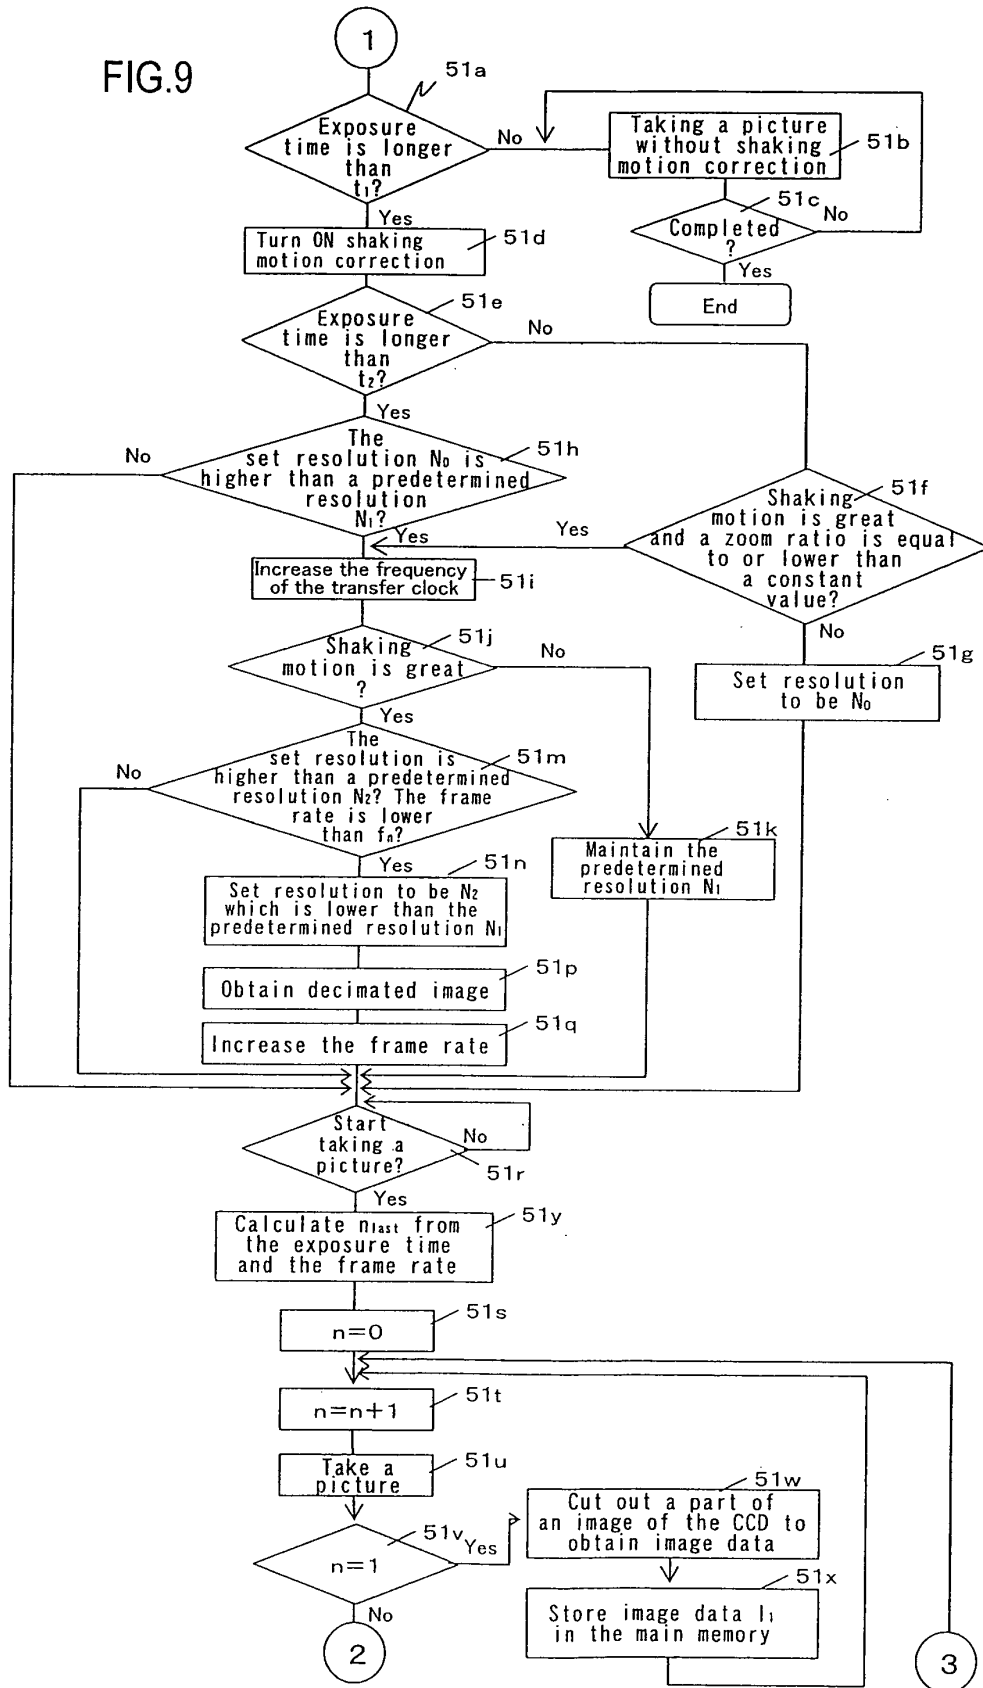 FIG.9
1
51a
Exposure
time is longer
than
t₁?
No
Yes
Taking a picture
without shaking
motion correction
51b
51c
Completed
?
No
Yes
End
Turn ON shaking
motion correction
51d
51e
Exposure
time is longer
than
t₂?
No
Yes
The
set resolution N₀ is
higher than a predetermined
resolution
N₁?
51h
No
Yes
Shaking
motion is great
and a zoom ratio is equal
to or lower than
a constant
value?
51f
Yes
No
Increase the frequency
of the transfer clock
51i
51j
Shaking
motion is great
?
No
Yes
51g
Set resolution
to be N₀
The
set resolution is
higher than a predetermined
resolution N₂? The frame
rate is lower
than fₙ?
51m
No
Yes
51k
Maintain the
predetermined
resolution N₁
51n
Set resolution to be N₂
which is lower than the
predetermined resolution N₁
51p
Obtain decimated image
51q
Increase the frame rate
Start
taking a
picture?
No
51r
Yes
Calculate nlast from
the exposure time
and the frame rate
51y
51s
n=0
51t
n=n+1
Take a
picture
51u
51v
n=1
Yes
No
51w
Cut out a part of
an image of the CCD to
obtain image data
51x
Store image data I₁
in the main memory
2
3